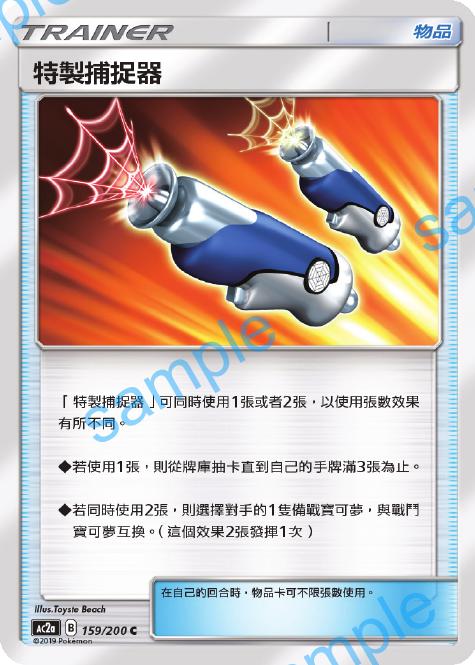 TRAINER
物品
特製捕捉器
「特製捕捉器」可同時使用1張或者2張，以使用張數效果
有所不同。
◆若使用1張，則從牌庫抽卡直到自己的手牌滿3張為止。
◆若同時使用2張，則選擇對手的1隻備戰寶可夢，與戰鬥
寶可夢互換。（這個效果2張發揮1次）
在自己的回合時，物品卡可不限張數使用。
Illus.Toyste Beach
AC2a B 159/200 C
©2019 Pokémon
sample
sample
sample
sample